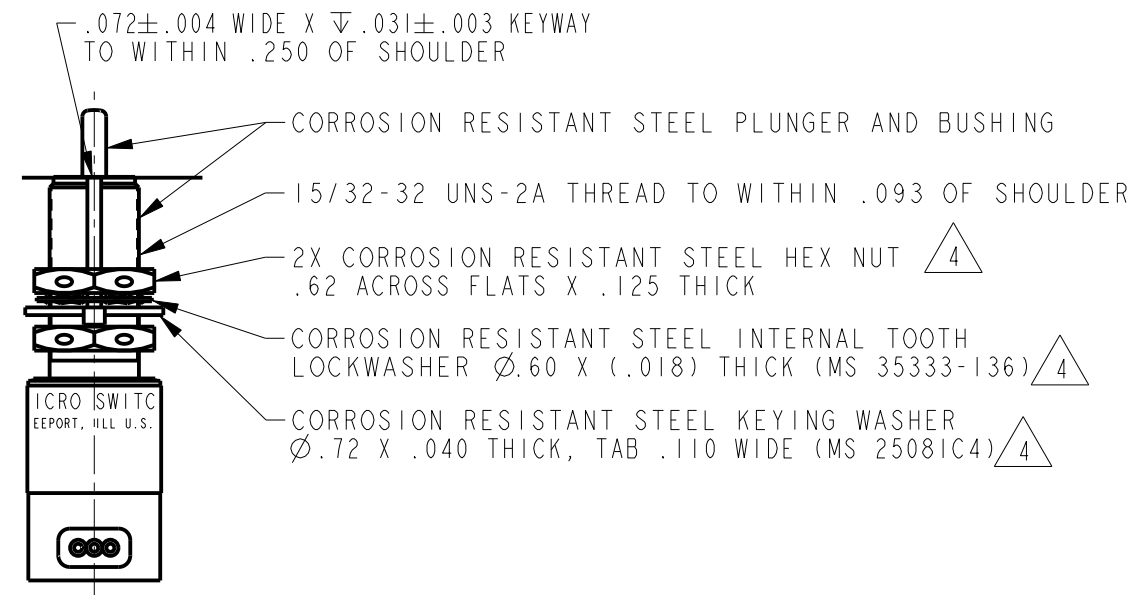 .072±.004 WIDE X ↧ .031±.003 KEYWAY
TO WITHIN .250 OF SHOULDER
CORROSION RESISTANT STEEL PLUNGER AND BUSHING
15/32-32 UNS-2A THREAD TO WITHIN .093 OF SHOULDER
2X CORROSION RESISTANT STEEL HEX NUT 4
.62 ACROSS FLATS X .125 THICK
CORROSION RESISTANT STEEL INTERNAL TOOTH
LOCKWASHER Ø.60 X (.018) THICK (MS 35333-136) 4
CORROSION RESISTANT STEEL KEYING WASHER
Ø.72 X .040 THICK, TAB .110 WIDE (MS 25081C4) 4
ICRO SWITC
EEPORT, ILL U.S.